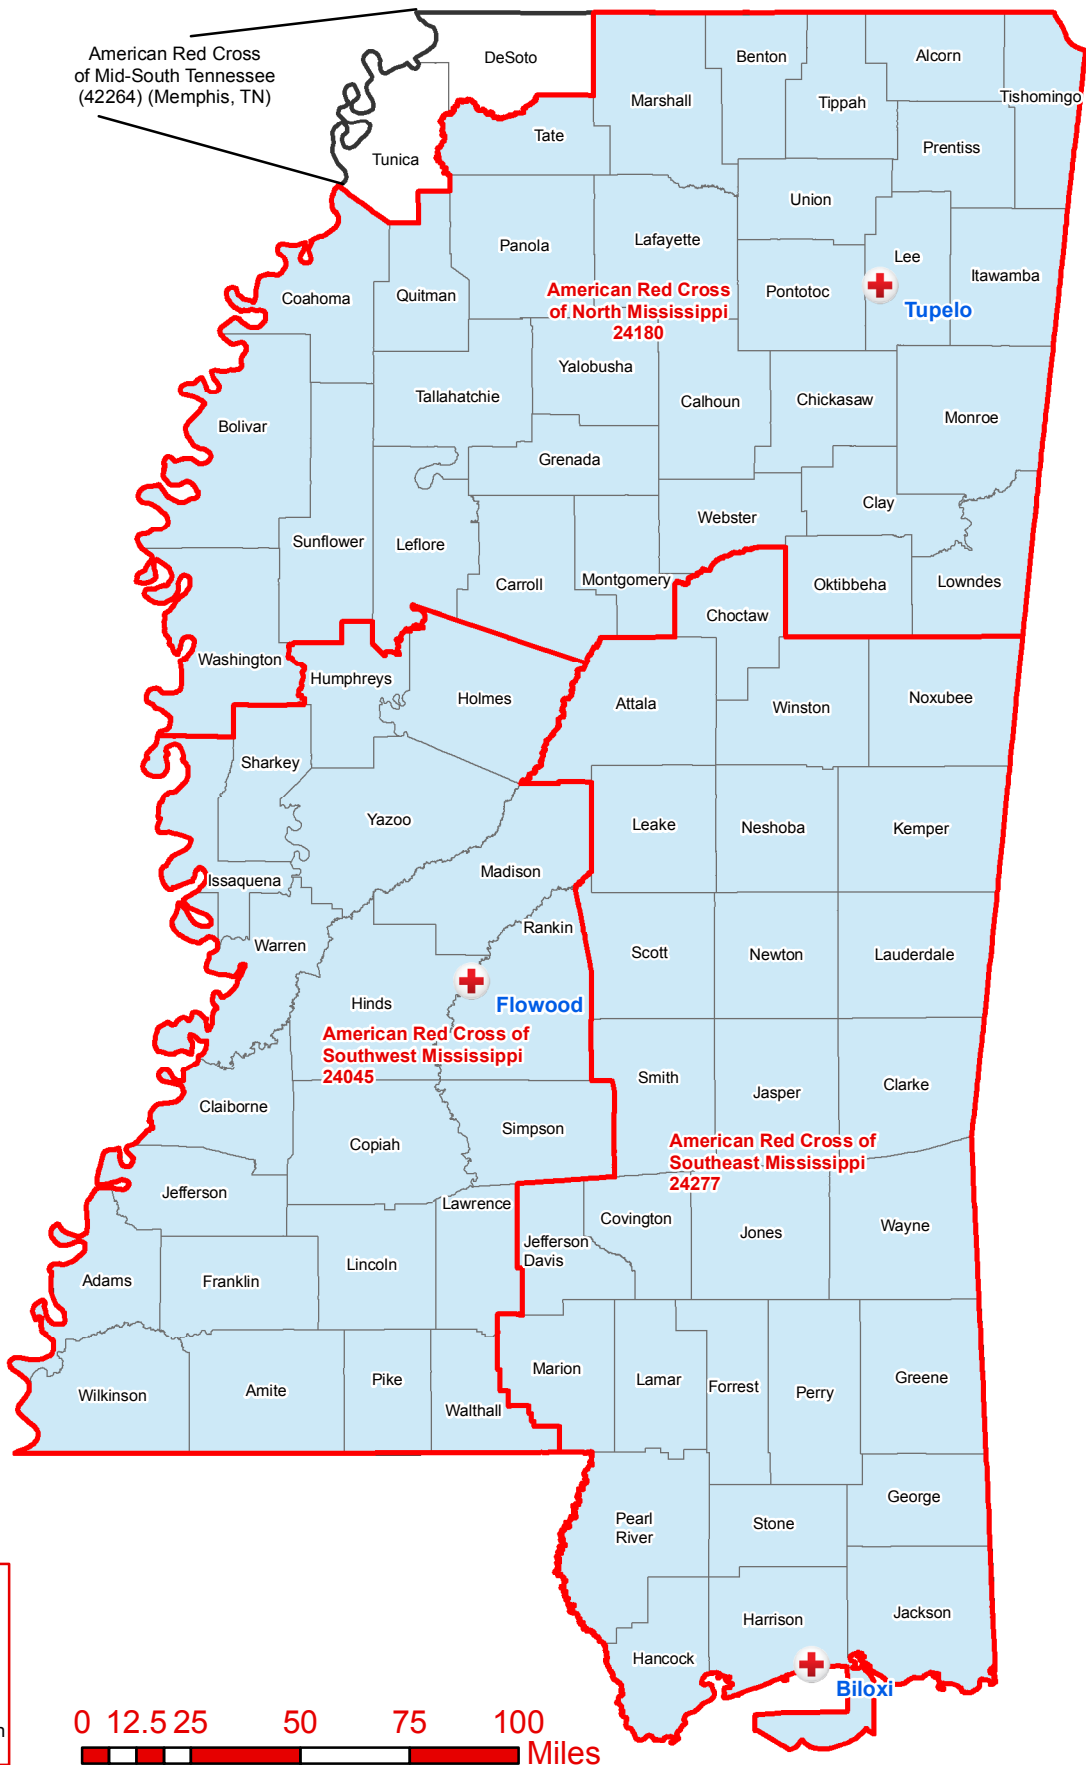 American Red Cross
of Mid-South Tennessee
(42264) (Memphis, TN)
DeSoto
Tunica
Tate
Marshall
Benton
Tippah
Alcorn
Tishomingo
Prentiss
Union
Panola
Lafayette
Lee
Itawamba
Pontotoc
Coahoma
Quitman
American Red Cross
of North Mississippi
24180
Tupelo
Yalobusha
Tallahatchie
Calhoun
Chickasaw
Monroe
Bolivar
Grenada
Clay
Webster
Sunflower
Leflore
Carroll
Montgomery
Oktibbeha
Lowndes
Choctaw
Washington
Humphreys
Holmes
Attala
Winston
Noxubee
Sharkey
Yazoo
Leake
Neshoba
Kemper
Madison
Issaquena
Rankin
Warren
Scott
Newton
Lauderdale
Hinds
Flowood
American Red Cross of
Southwest Mississippi
24045
Smith
Jasper
Clarke
Claiborne
Copiah
Simpson
American Red Cross of
Southeast Mississippi
24277
Jefferson
Lawrence
Covington
Jones
Wayne
Jefferson
Davis
Adams
Franklin
Lincoln
Marion
Lamar
Forrest
Perry
Greene
Wilkinson
Amite
Pike
Walthall
Pearl
River
Stone
George
Harrison
Jackson
Hancock
Biloxi
n
0 12.5 25 50 75 100
Miles